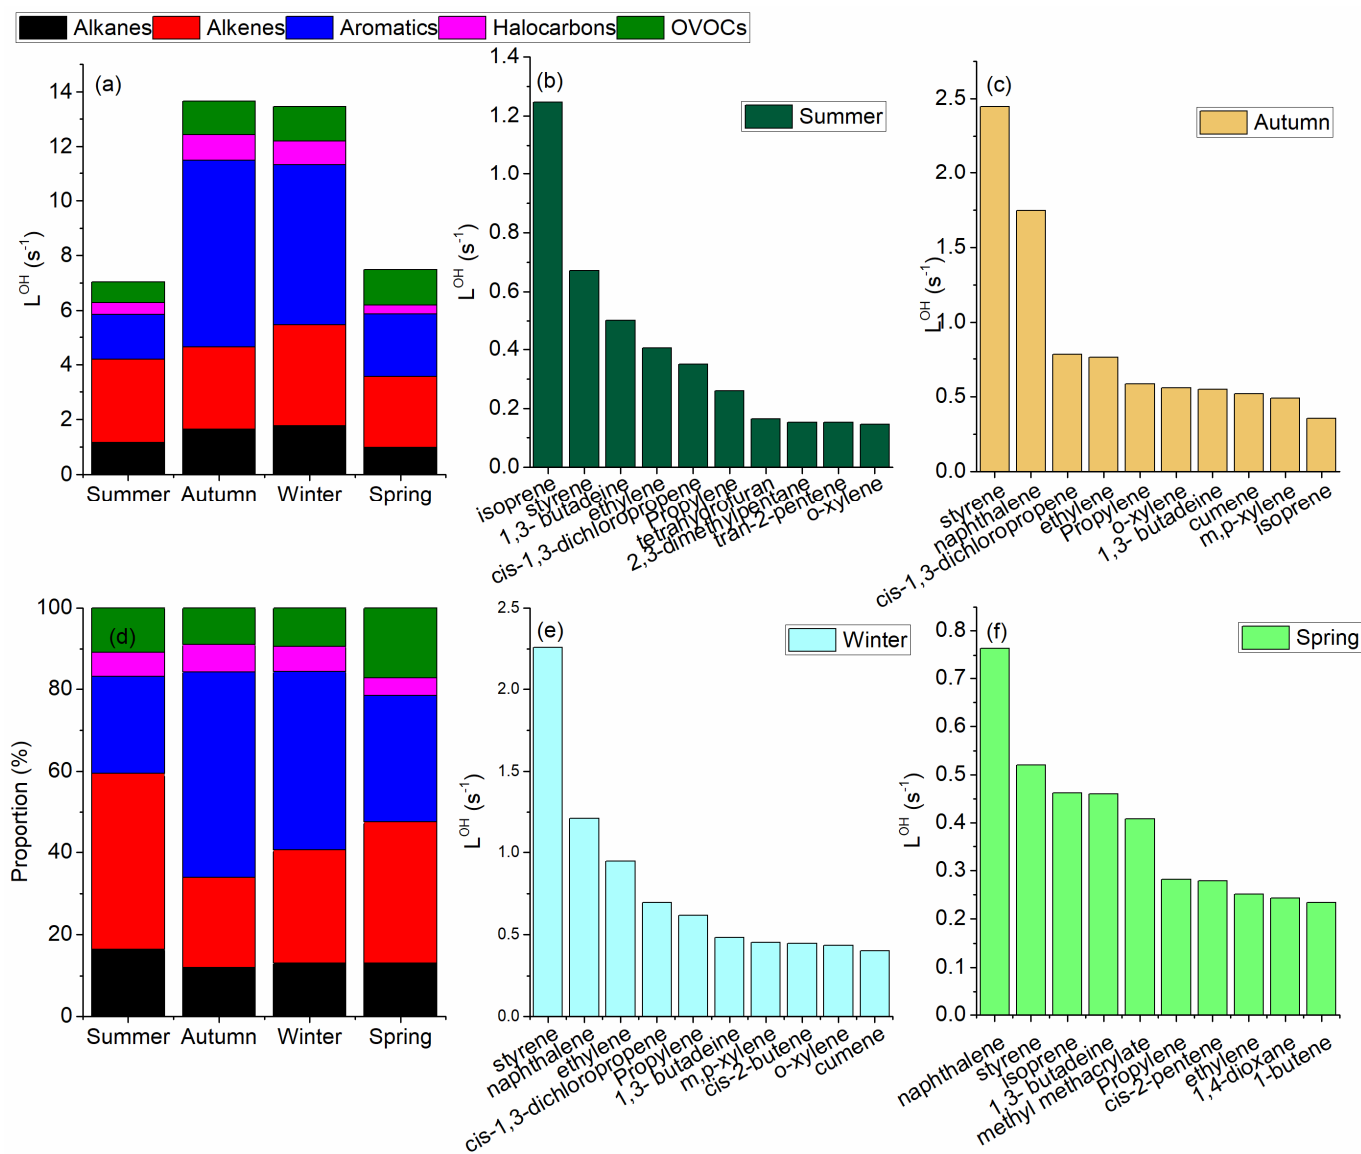 Alkanes Alkenes Aromatics Halocarbons OVOCs
(a)
L^OH (s^-1)
14
12
10
8
6
4
2
0
Summer Autumn Winter Spring
(b)
Summer
L^OH (s^-1)
1.4
1.2
1.0
0.8
0.6
0.4
0.2
0.0
isoprene
styrene
1,3- butadeine
ethylene
cis-1,3-dichloropropene
Propylene
tetranydrofuran
2,3-dimethylpentane
tran-2-pentene
o-xylene
(c)
Autumn
L^OH (s^-1)
2.5
2.0
1.5
1.0
0.5
0.0
styrene
naphthalene
cis-1,3-dichloropropene
ethylene
Propylene
o-xylene
1,3- butadeine
cumene
m,p-xylene
Isoprene
(d)
Proportion (%)
100
80
60
40
20
0
Summer Autumn Winter Spring
(e)
Winter
L^OH (s^-1)
2.5
2.0
1.5
1.0
0.5
0.0
styrene
naphthalene
ethylene
cis-1,3-dichloropropene
Propylene
1,3- butadeine
m,p-xylene
cis-2-butene
o-xylene
cumene
(f)
Spring
L^OH (s^-1)
0.8
0.7
0.6
0.5
0.4
0.3
0.2
0.1
0.0
naphthalene
styrene
isoprene
1,3- butadeine
methyl methacrylate
Propylene
cis-2-pentene
ethylene
1,4-dioxane
1-butene